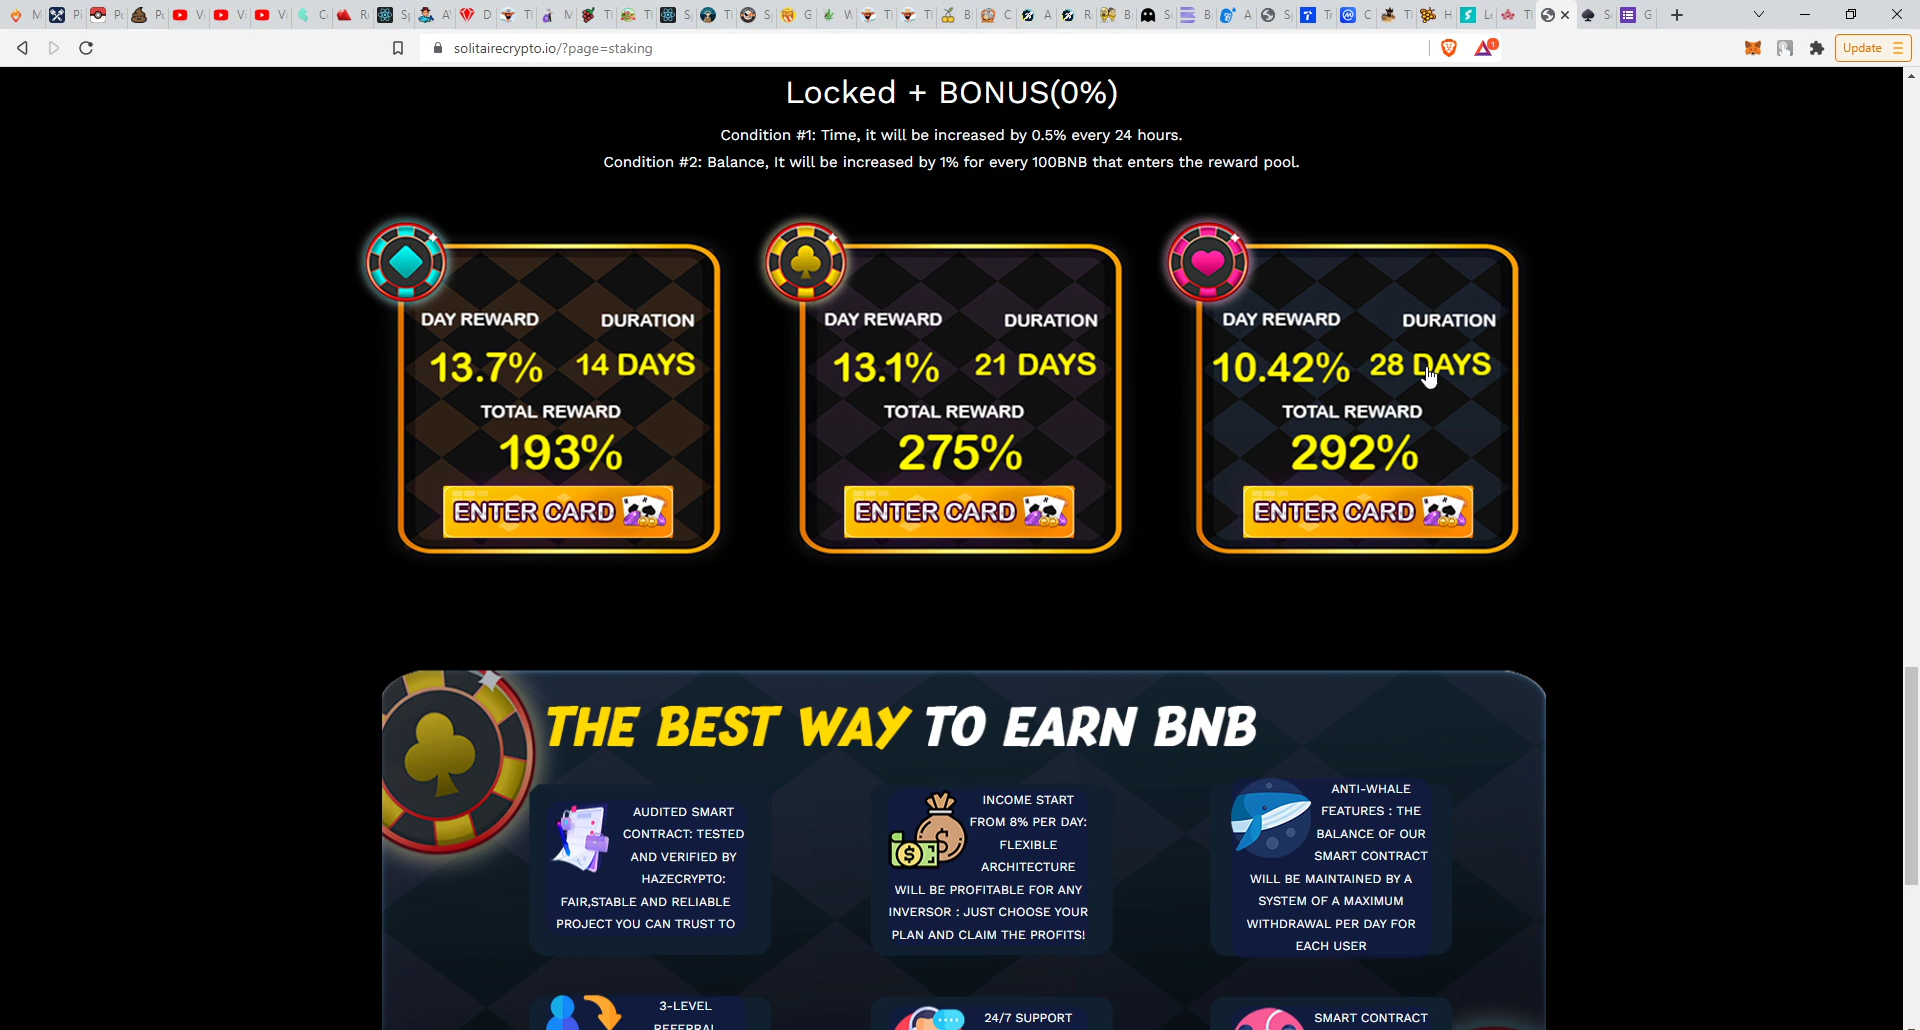 solitairecrypto.io/?page=staking
Update
Locked + BONUS(0%)
Condition #1: Time, it will be increased by 0.5% every 24 hours.
Condition #2: Balance, It will be increased by 1% for every 100BNB that enters the reward pool.
DAY REWARD DURATION
13.7% 14 DAYS
TOTAL REWARD
193%
ENTER CARD
DAY REWARD DURATION
13.1% 21 DAYS
TOTAL REWARD
275%
ENTER CARD
DAY REWARD DURATION
10.42% 28 DAYS
TOTAL REWARD
292%
ENTER CARD
THE BEST WAY TO EARN BNB
AUDITED SMART
CONTRACT: TESTED
AND VERIFIED BY
HAZECRYPTO:
FAIR,STABLE AND RELIABLE
PROJECT YOU CAN TRUST TO
INCOME START
FROM 8% PER DAY:
FLEXIBLE
ARCHITECTURE
WILL BE PROFITABLE FOR ANY
INVERSOR : JUST CHOOSE YOUR
PLAN AND CLAIM THE PROFITS!
ANTI-WHALE
FEATURES : THE
BALANCE OF OUR
SMART CONTRACT
WILL BE MAINTAINED BY A
SYSTEM OF A MAXIMUM
WITHDRAWAL PER DAY FOR
EACH USER
3-LEVEL
REFERRAL
24/7 SUPPORT
SMART CONTRACT